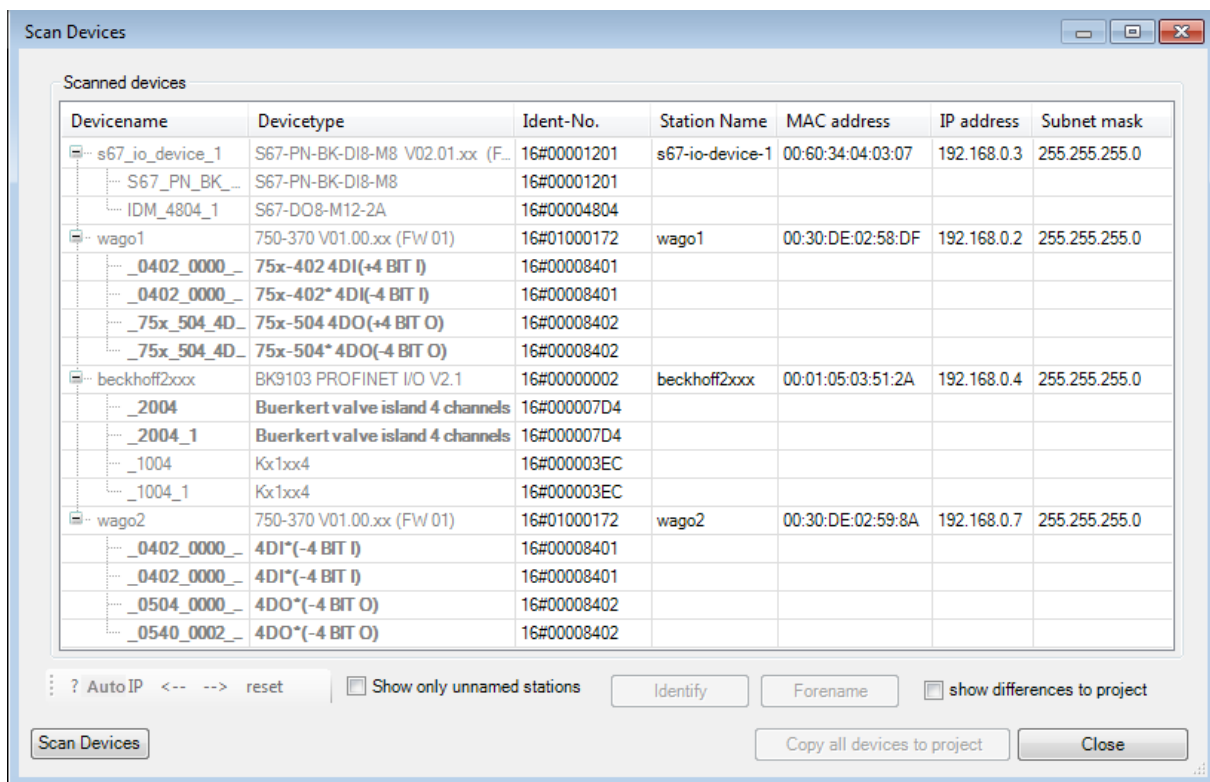 Scan Devices
Scanned devices
Devicename Devicetype Ident-No. Station Name MAC address IP address Subnet mask
s67_io_device_1 S67-PN-BK-DI8-M8 V02.01.xx (F... 16#00001201 s67-io-device-1 00:60:34:04:03:07 192.168.0.3 255.255.255.0
S67_PN_BK_... S67-PN-BK-DI8-M8 16#00001201
IDM_4804_1 S67-DO8-M12-2A 16#00004804
wago1 750-370 V01.00.xx (FW 01) 16#01000172 wago1 00:30:DE:02:58:DF 192.168.0.2 255.255.255.0
_0402_0000_... 75x-402 4DI(+4 BIT I) 16#00008401
_0402_0000_... 75x-402* 4DI(-4 BIT I) 16#00008401
_75x_504_4D... 75x-504 4DO(+4 BIT O) 16#00008402
_75x_504_4D... 75x-504* 4DO(-4 BIT O) 16#00008402
beckhoff2xxx BK9103 PROFINET I/O V2.1 16#00000002 beckhoff2xxx 00:01:05:03:51:2A 192.168.0.4 255.255.255.0
_2004 Buerkert valve island 4 channels 16#000007D4
_2004_1 Buerkert valve island 4 channels 16#000007D4
_1004 Kx1xx4 16#000003EC
_1004_1 Kx1xx4 16#000003EC
wago2 750-370 V01.00.xx (FW 01) 16#01000172 wago2 00:30:DE:02:59:8A 192.168.0.7 255.255.255.0
_0402_0000_... 4DI*(-4 BIT I) 16#00008401
_0402_0000_... 4DI*(-4 BIT I) 16#00008401
_0504_0000_... 4DO*(-4 BIT O) 16#00008402
_0540_0002_... 4DO*(-4 BIT O) 16#00008402
? Auto IP <-- --> reset Show only unnamed stations Identify Forename show differences to project
Scan Devices Copy all devices to project Close